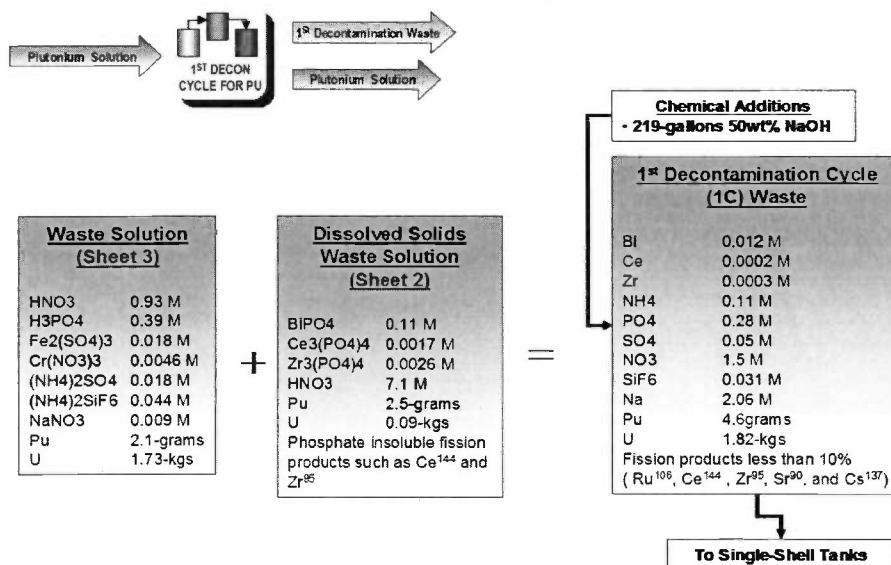 Plutonium Solution
1ST DECON
CYCLE FOR PU
1st Decontamination Waste
Plutonium Solution
Chemical Additions
- 219-gallons 50wt% NaOH
Waste Solution
(Sheet 3)
HNO3 0.93 M
H3PO4 0.39 M
Fe2(SO4)3 0.018 M
Cr(NO3)3 0.0046 M
(NH4)2SO4 0.018 M
(NH4)2SiF6 0.044 M
NaNO3 0.009 M
Pu 2.1-grams
U 1.73-kgs
+
Dissolved Solids
Waste Solution
(Sheet 2)
BiPO4 0.11 M
Ce3(PO4)4 0.0017 M
Zr3(PO4)4 0.0026 M
HNO3 7.1 M
Pu 2.5-grams
U 0.09-kgs
Phosphate insoluble fission
products such as Ce144 and
Zr95
=
1st Decontamination Cycle
(1C) Waste
Bi 0.012 M
Ce 0.0002 M
Zr 0.0003 M
NH4 0.11 M
PO4 0.28 M
SO4 0.05 M
NO3 1.5 M
SiF6 0.031 M
Na 2.06 M
Pu 4.6grams
U 1.82-kgs
Fission products less than 10%
( Ru106, Ce144 , Zr95, Sr90, and Cs137)
To Single-Shell Tanks